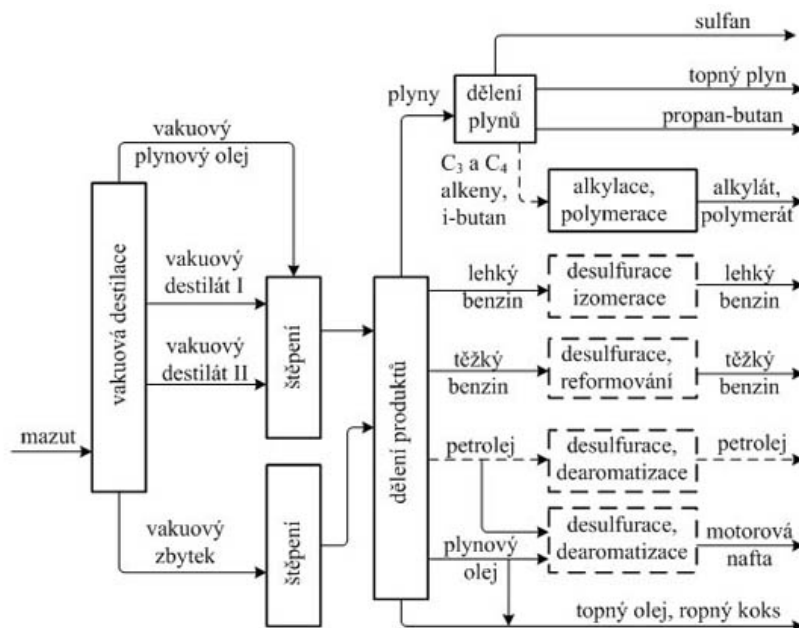 sulfan
topný plyn
propan-butan
plyny
dělení
plynů
C₃ a C₄
alkeny,
i-butan
alkylace,
polymerace
alkylát,
polymerát
vakuový
plynový olej
vakuová destilace
vakuový
destilát I
vakuový
destilát II
štěpení
mazut
vakuový
zbytek
štěpení
dělení produktů
lehký
benzin
desulfurace
izomerace
lehký
benzin
těžký
benzin
desulfurace,
reformování
těžký
benzin
petrolej
desulfurace,
dearomatizace
petrolej
plynový
olej
desulfurace,
dearomatizace
motorová
nafta
topný olej, ropný koks